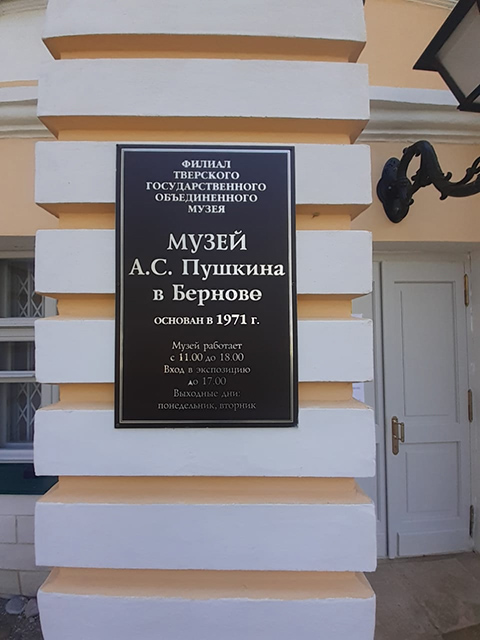 ФИЛИАЛ
ТВЕРСКОГО
ГОСУДАРСТВЕННОГО
ОБЪЕДИНЕННОГО
МУЗЕЯ
МУЗЕЙ
А.С. Пушкина
в Бернове
ОСНОВАН В 1971 г.
Музей работает
с 11.00 до 18.00
Вход в экспозицию
до 17.00
Выходные дни:
понедельник, вторник